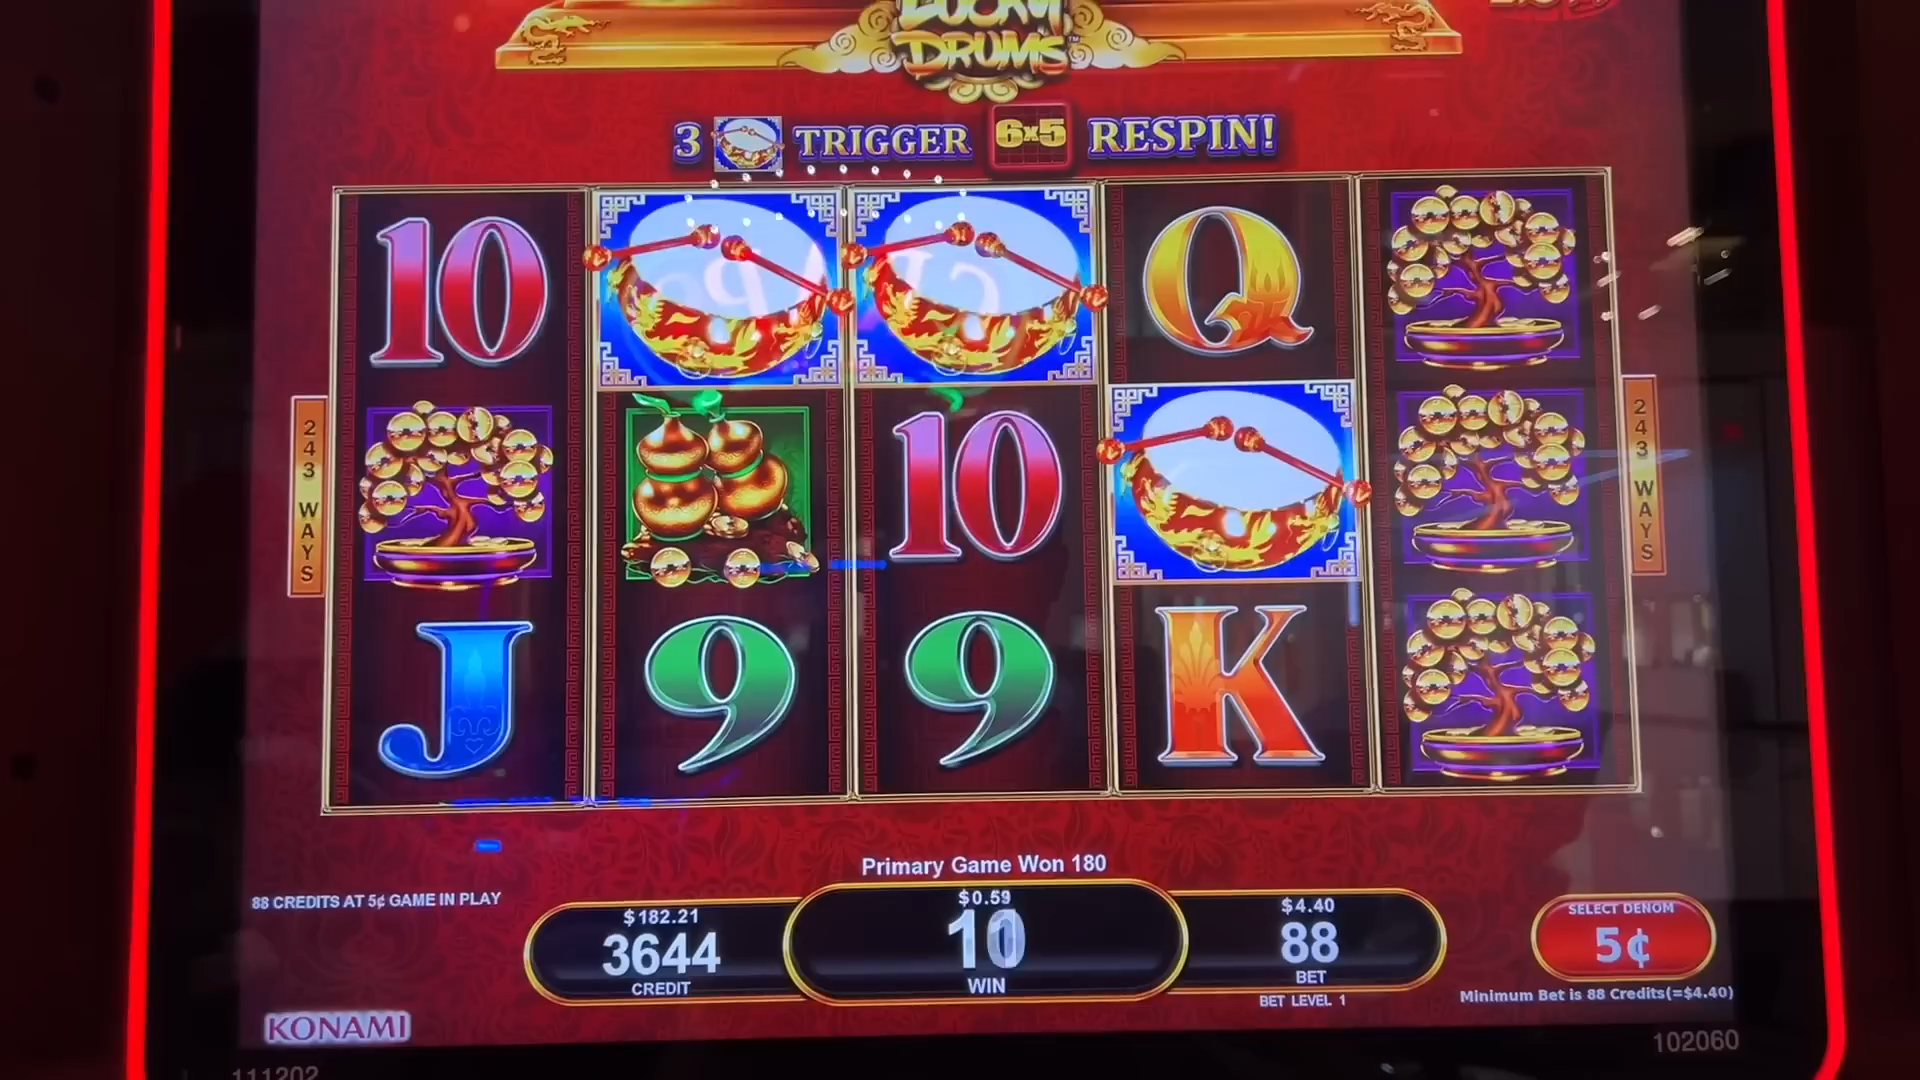 LUCKY
DRUMS™
3 TRIGGER 6x5 RESPIN!
10
Q
243 WAYS
10
243 WAYS
J
9
9
K
Primary Game Won 180
88 CREDITS AT 5¢ GAME IN PLAY
$182.21
3644
CREDIT
$0.59
10
WIN
$4.40
88
BET
BET LEVEL 1
SELECT DENOM
5¢
Minimum Bet is 88 Credits(=$4.40)
KONAMI
102060
111202